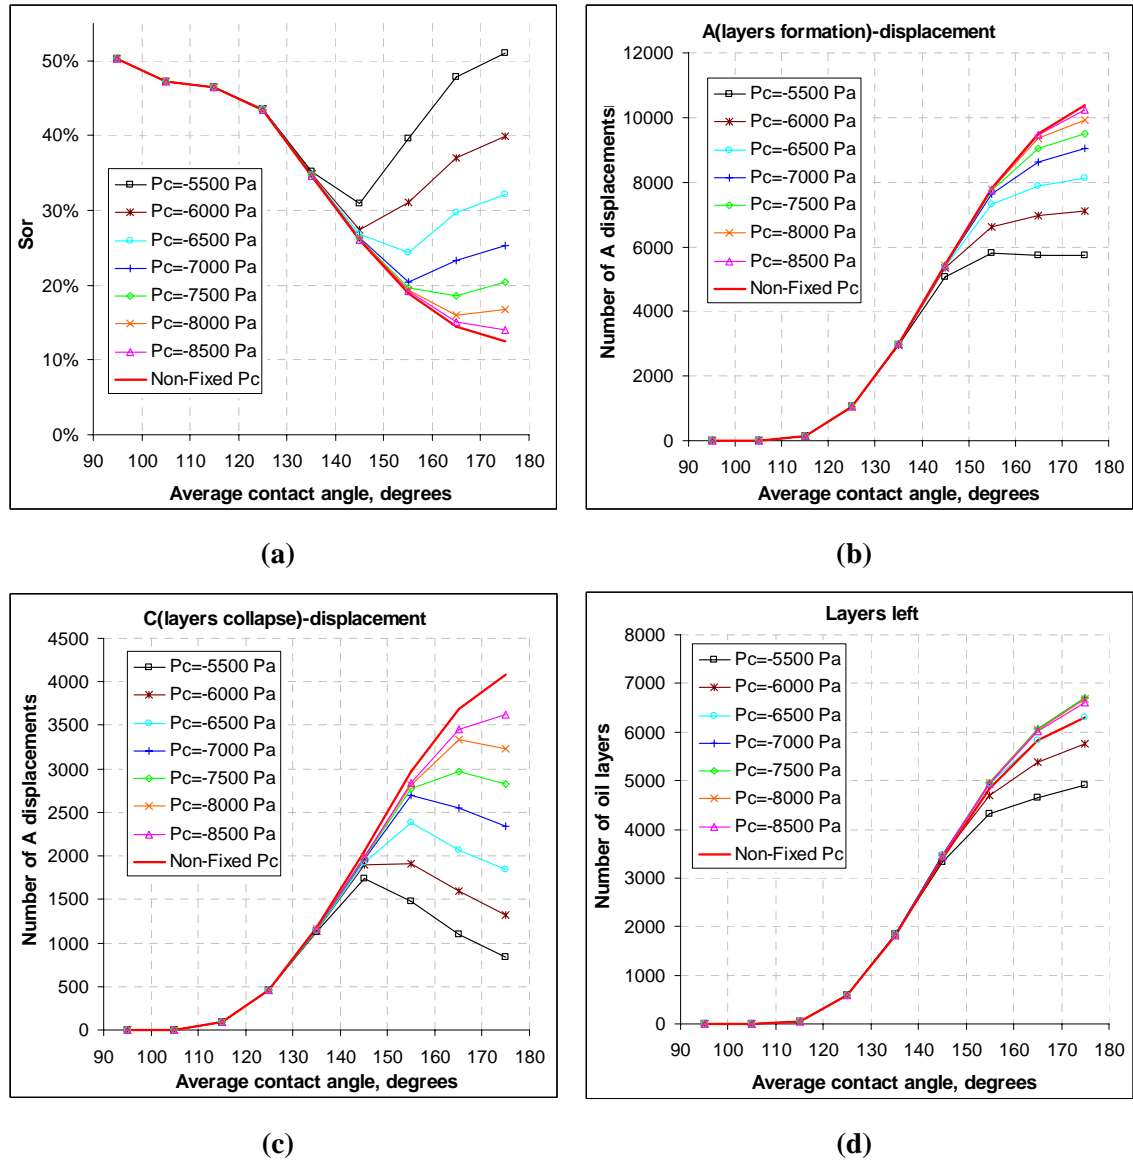 50%
40%
30%
20%
10%
0%
Sor
Pc=-5500 Pa
Pc=-6000 Pa
Pc=-6500 Pa
Pc=-7000 Pa
Pc=-7500 Pa
Pc=-8000 Pa
Pc=-8500 Pa
Non-Fixed Pc
90 100 110 120 130 140 150 160 170 180
Average contact angle, degrees
(a)
A(layers formation)-displacement
12000
10000
8000
6000
4000
2000
0
Number of A displacements
Pc=-5500 Pa
Pc=-6000 Pa
Pc=-6500 Pa
Pc=-7000 Pa
Pc=-7500 Pa
Pc=-8000 Pa
Pc=-8500 Pa
Non-Fixed Pc
90 100 110 120 130 140 150 160 170 180
Average contact angle, degrees
(b)
C(layers collapse)-displacement
4500
4000
3500
3000
2500
2000
1500
1000
500
0
Number of A displacements
Pc=-5500 Pa
Pc=-6000 Pa
Pc=-6500 Pa
Pc=-7000 Pa
Pc=-7500 Pa
Pc=-8000 Pa
Pc=-8500 Pa
Non-Fixed Pc
90 100 110 120 130 140 150 160 170 180
Average contact angle, degrees
(c)
Layers left
8000
7000
6000
5000
4000
3000
2000
1000
0
Number of oil layers
Pc=-5500 Pa
Pc=-6000 Pa
Pc=-6500 Pa
Pc=-7000 Pa
Pc=-7500 Pa
Pc=-8000 Pa
Pc=-8500 Pa
Non-Fixed Pc
90 100 110 120 130 140 150 160 170 180
Average contact angle, degrees
(d)